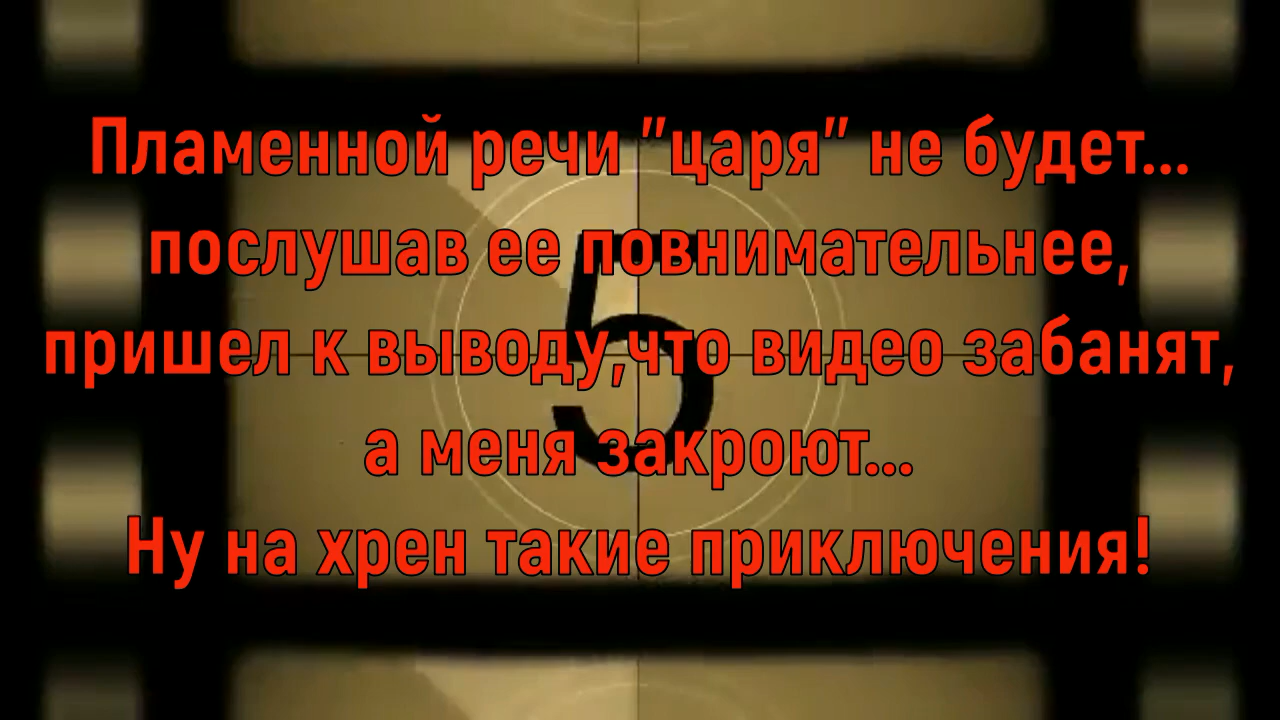 Пламенной речи "царя" не будет...
послушав ее повнимательнее,
пришел к выводу,что видео забанят,
а меня закроют...
Ну на хрен такие приключения!
5